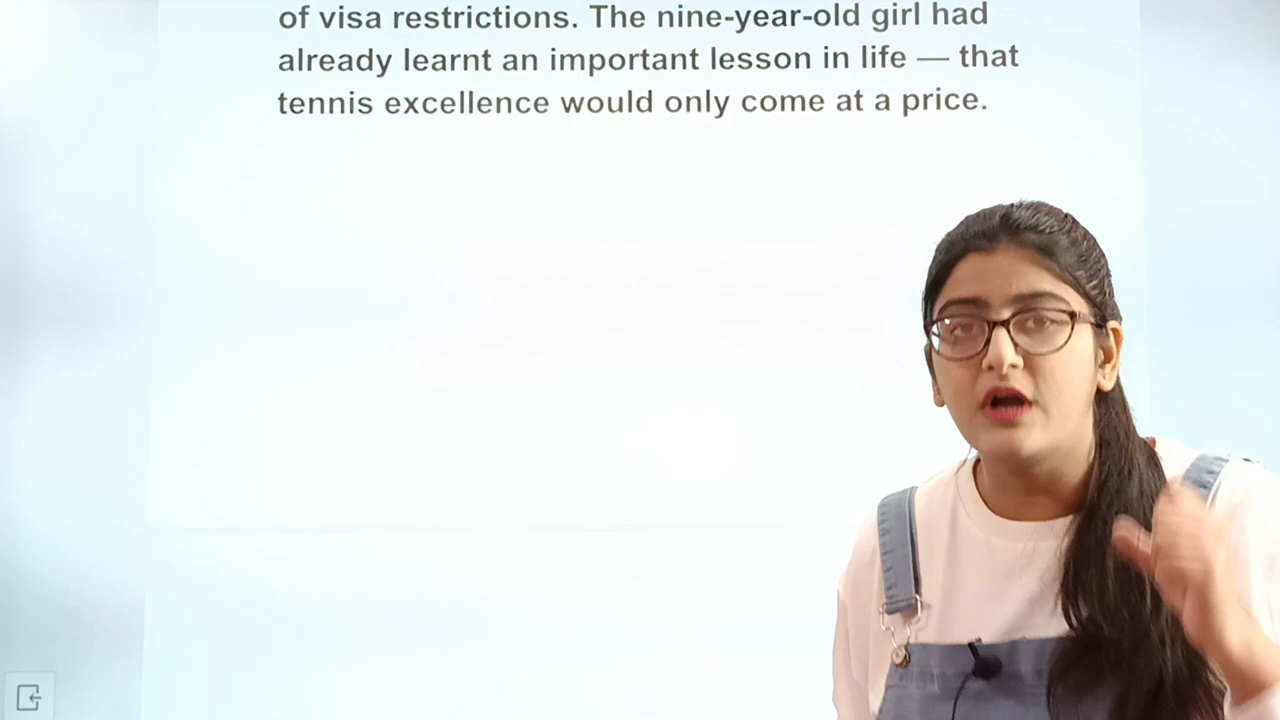 of visa restrictions. The nine-year-old girl had
already learnt an important lesson in life — that
tennis excellence would only come at a price.